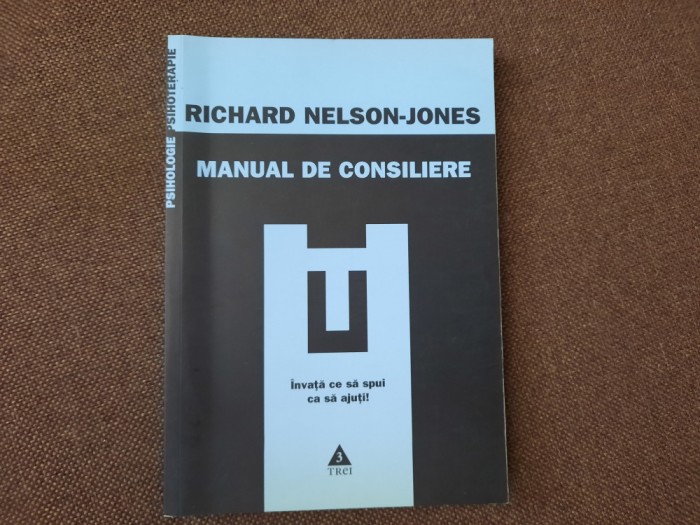 PSIHOLOGIE PSIHOTERAPIE
RICHARD NELSON-JONES
MANUAL DE CONSILIERE
Învață ce să spui
ca să ajuți!
3
TREI